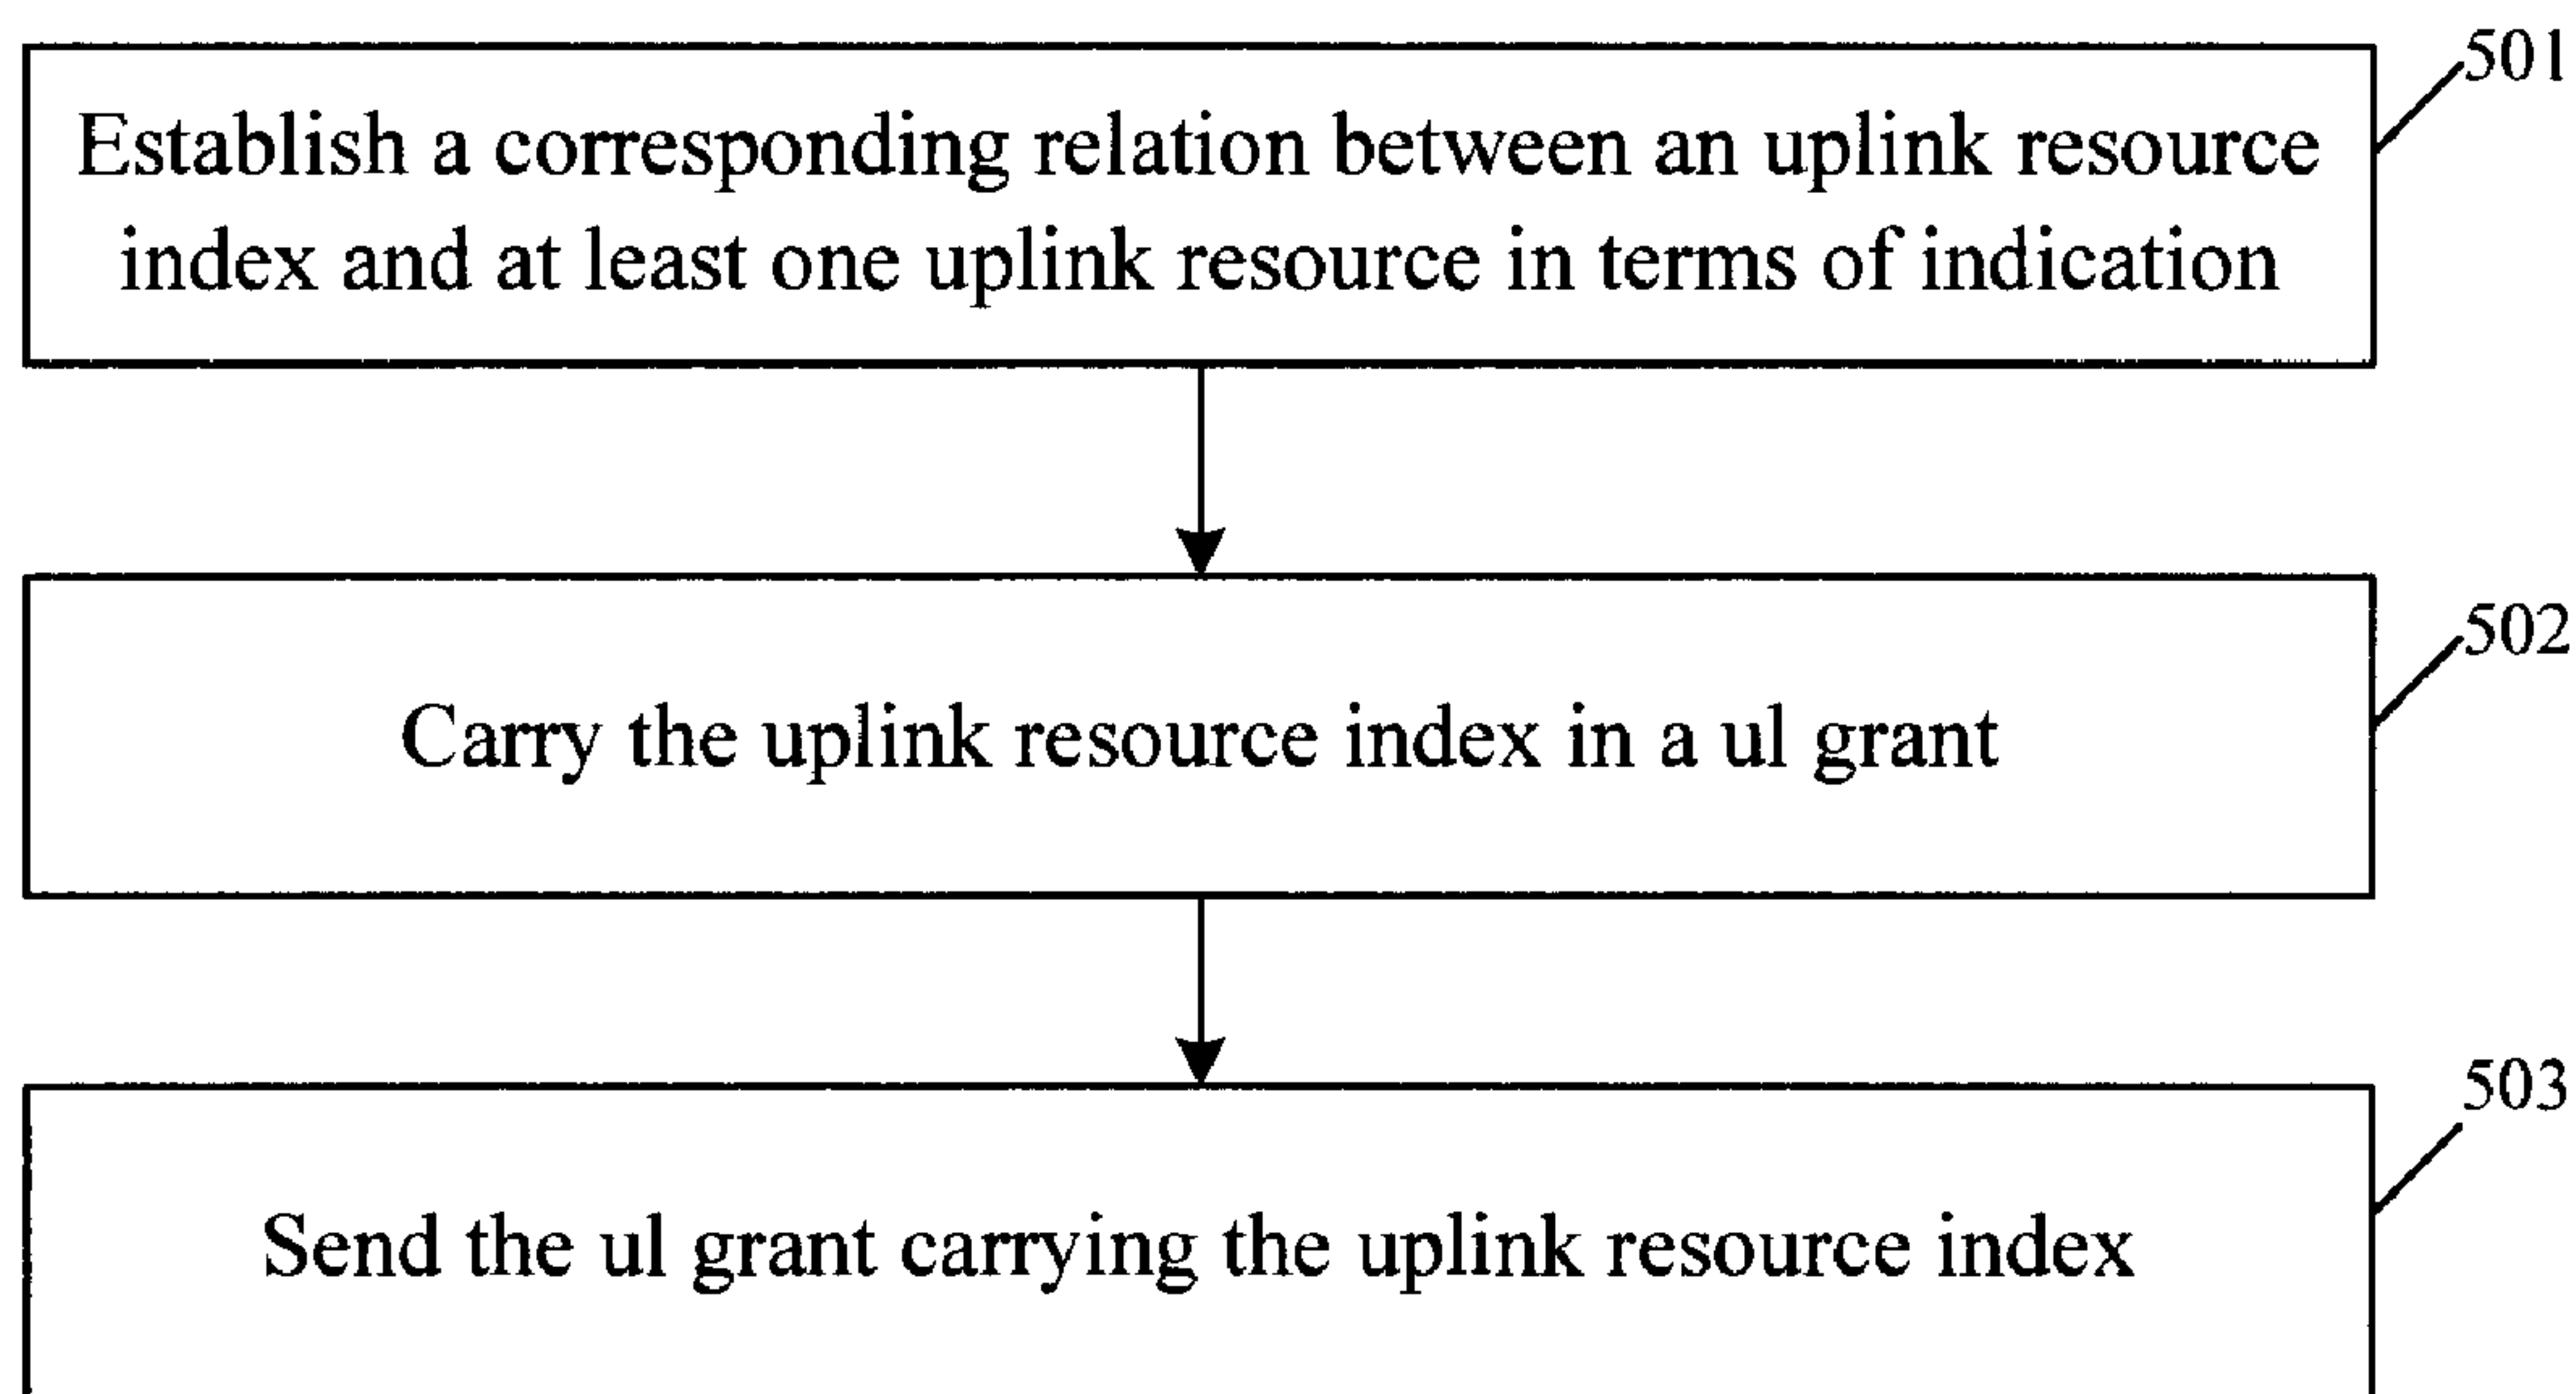 501
Establish a corresponding relation between an uplink resource
index and at least one uplink resource in terms of indication
502
Carry the uplink resource index in a ul grant
503
Send the ul grant carrying the uplink resource index